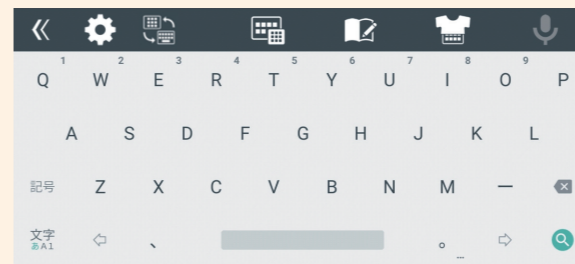 1 2 3 4 5 6 7 8 9
Q W E R T Y U I O P
A S D F G H J K L
記号 Z X C V B N M ー
文字 、 。 …
あA1